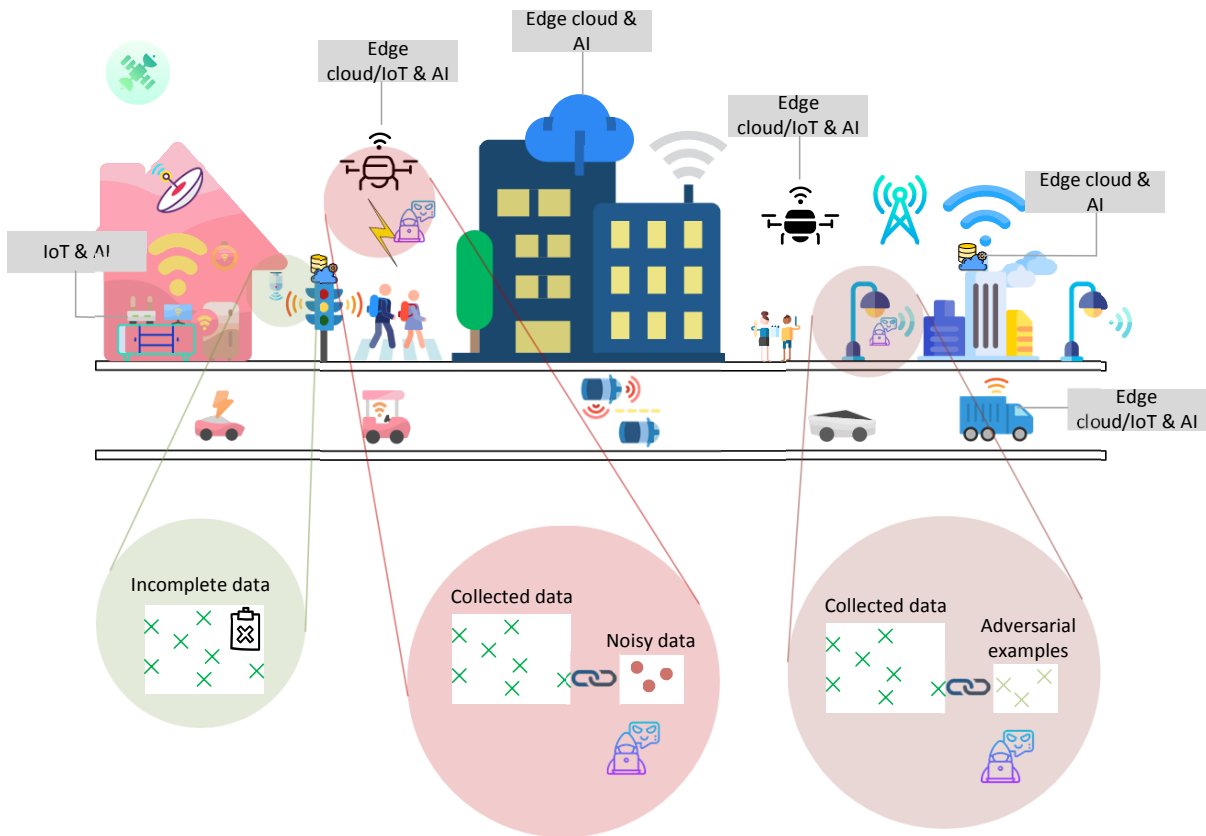 Edge cloud &
AI
Edge
cloud/IoT & AI
Edge
cloud/IoT & AI
Edge cloud &
AI
IoT & AI
Edge
cloud/IoT & AI
Incomplete data
Collected data
Noisy data
Collected data
Adversarial
examples